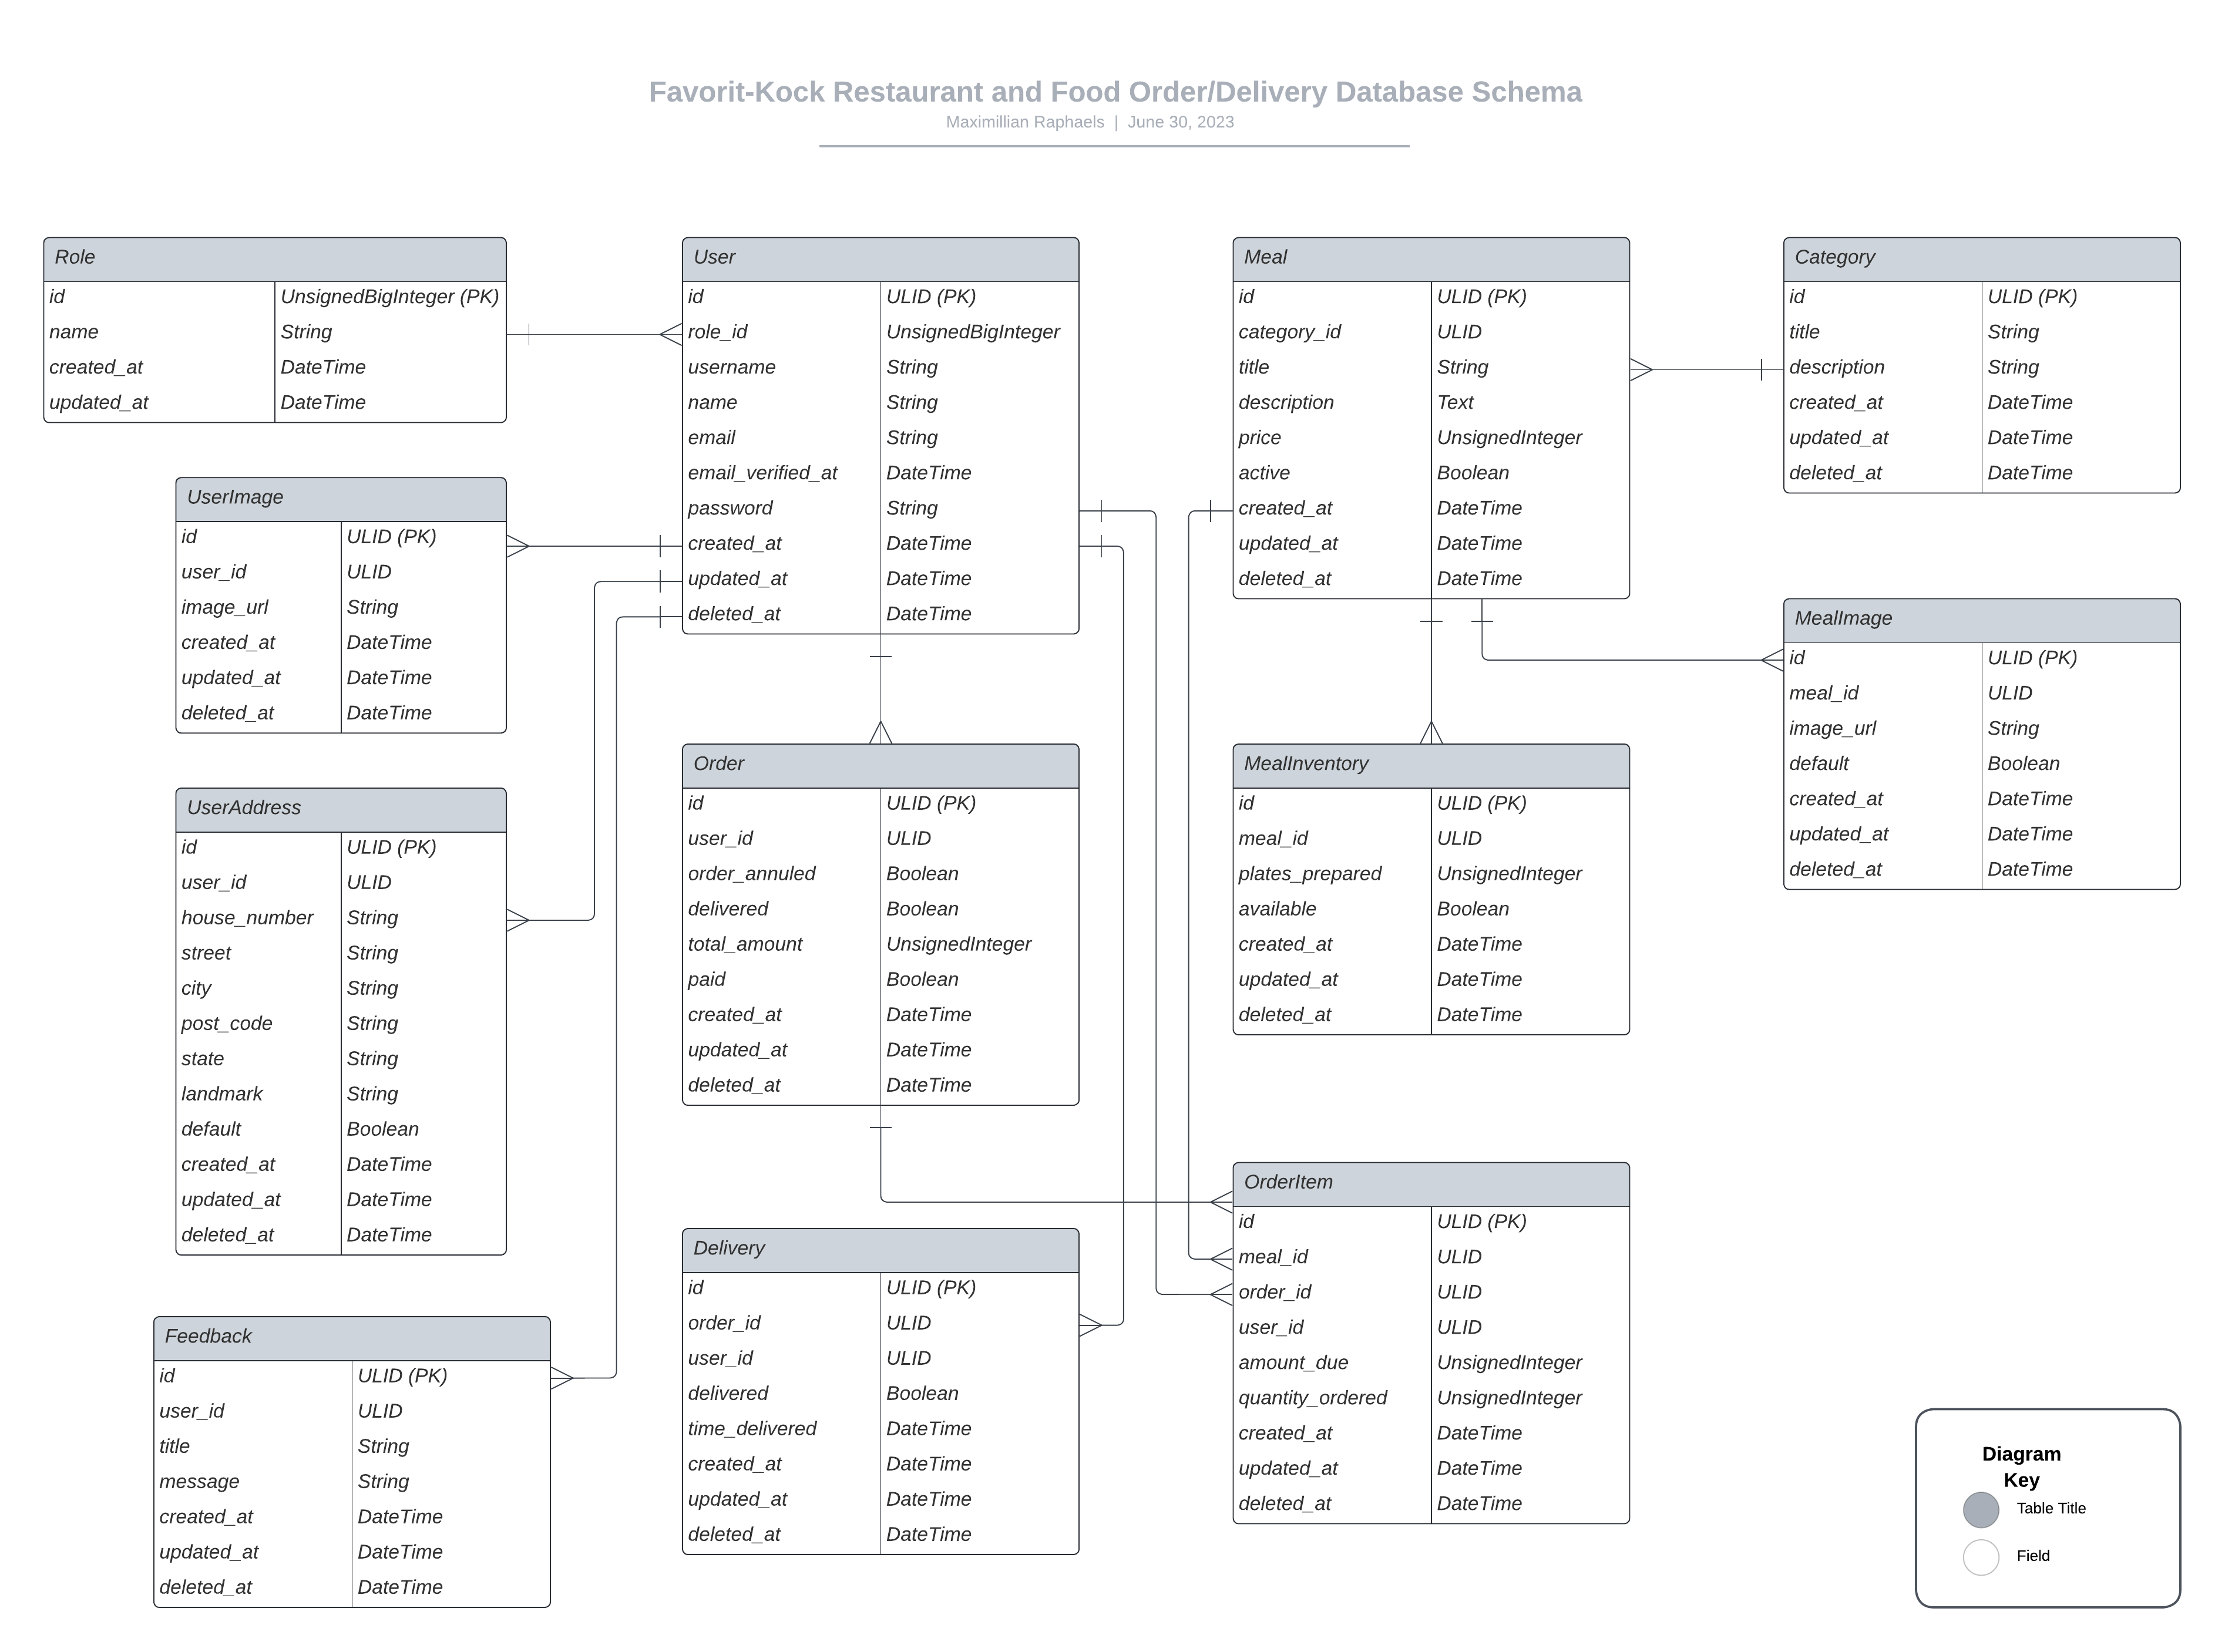 Favorit-Kock Restaurant and Food Order/Delivery Database Schema
Maximillian Raphaels | June 30, 2023
Role
id UnsignedBigInteger (PK)
name String
created_at DateTime
updated_at DateTime
User
id ULID (PK)
role_id UnsignedBigInteger
username String
name String
email String
email_verified_at DateTime
password String
created_at DateTime
updated_at DateTime
deleted_at DateTime
Meal
id ULID (PK)
category_id ULID
title String
description Text
price UnsignedInteger
active Boolean
created_at DateTime
updated_at DateTime
deleted_at DateTime
Category
id ULID (PK)
title String
description String
created_at DateTime
updated_at DateTime
deleted_at DateTime
UserImage
id ULID (PK)
user_id ULID
image_url String
created_at DateTime
updated_at DateTime
deleted_at DateTime
MealImage
id ULID (PK)
meal_id ULID
image_url String
default Boolean
created_at DateTime
updated_at DateTime
deleted_at DateTime
UserAddress
id ULID (PK)
user_id ULID
house_number String
street String
city String
post_code String
state String
landmark String
default Boolean
created_at DateTime
updated_at DateTime
deleted_at DateTime
Order
id ULID (PK)
user_id ULID
order_annuled Boolean
delivered Boolean
total_amount UnsignedInteger
paid Boolean
created_at DateTime
updated_at DateTime
deleted_at DateTime
MealInventory
id ULID (PK)
meal_id ULID
plates_prepared UnsignedInteger
available Boolean
created_at DateTime
updated_at DateTime
deleted_at DateTime
Feedback
id ULID (PK)
user_id ULID
title String
message String
created_at DateTime
updated_at DateTime
deleted_at DateTime
Delivery
id ULID (PK)
order_id ULID
user_id ULID
delivered Boolean
time_delivered DateTime
created_at DateTime
updated_at DateTime
deleted_at DateTime
OrderItem
id ULID (PK)
meal_id ULID
order_id ULID
user_id ULID
amount_due UnsignedInteger
quantity_ordered UnsignedInteger
created_at DateTime
updated_at DateTime
deleted_at DateTime
Diagram
Key
Table Title
Field